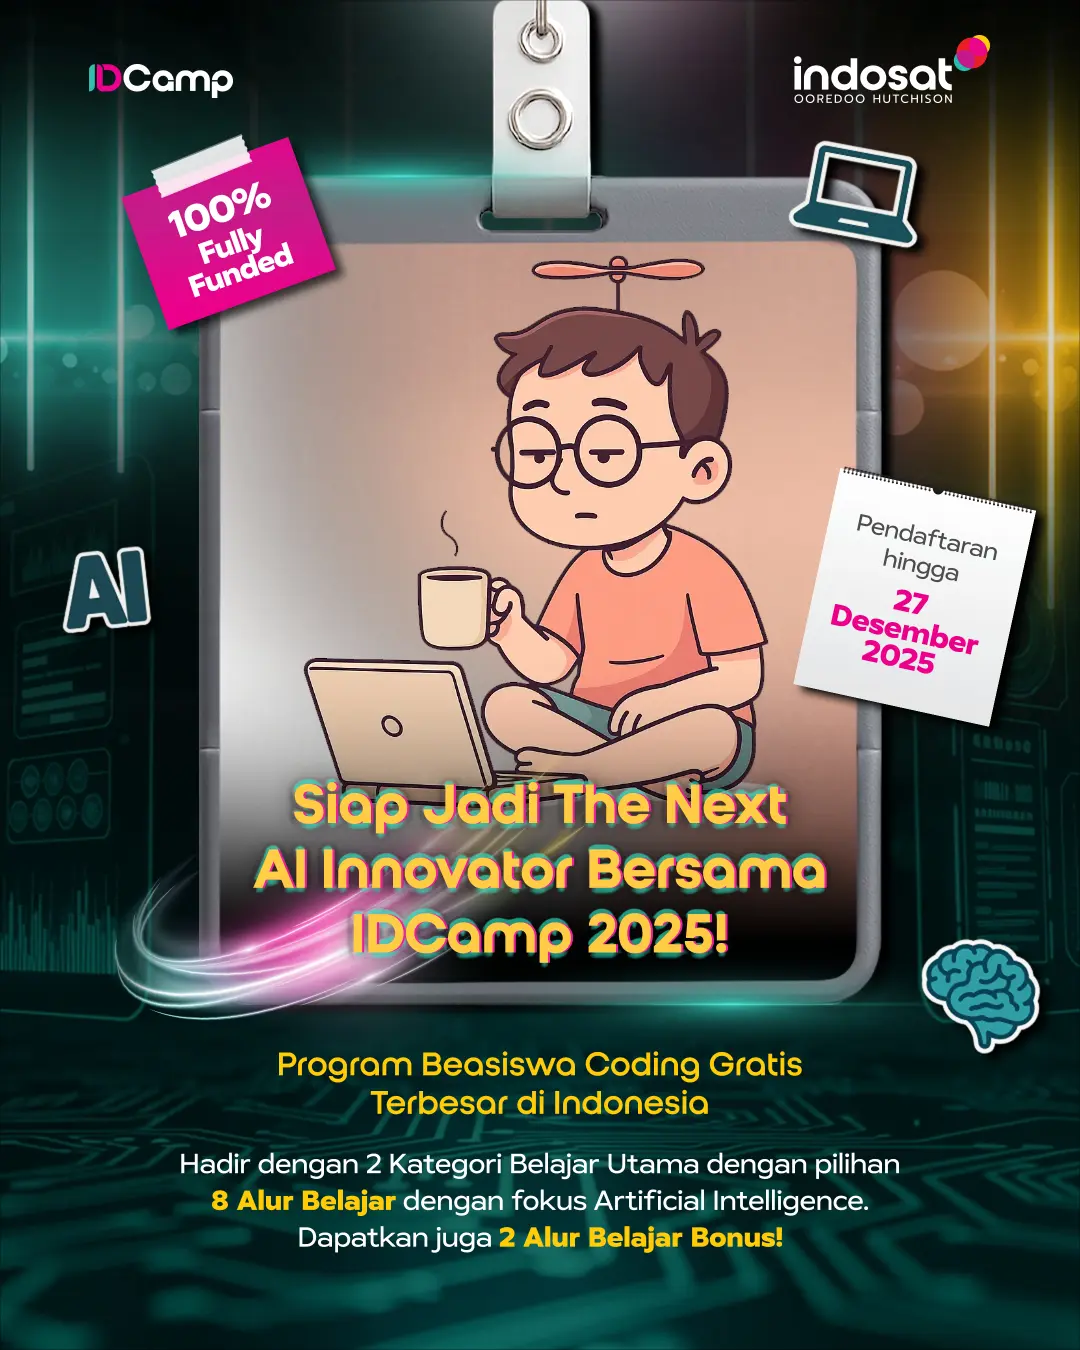 IDCamp
indosat
OOREDOO HUTCHISON
100%
Fully
Funded
AI
Pendaftaran
hingga
27
Desember
2025
Siap Jadi The Next
AI Innovator Bersama
IDCamp 2025!
Program Beasiswa Coding Gratis
Terbesar di Indonesia
Hadir dengan 2 Kategori Belajar Utama dengan pilihan
8 Alur Belajar dengan fokus Artificial Intelligence.
Dapatkan juga 2 Alur Belajar Bonus!